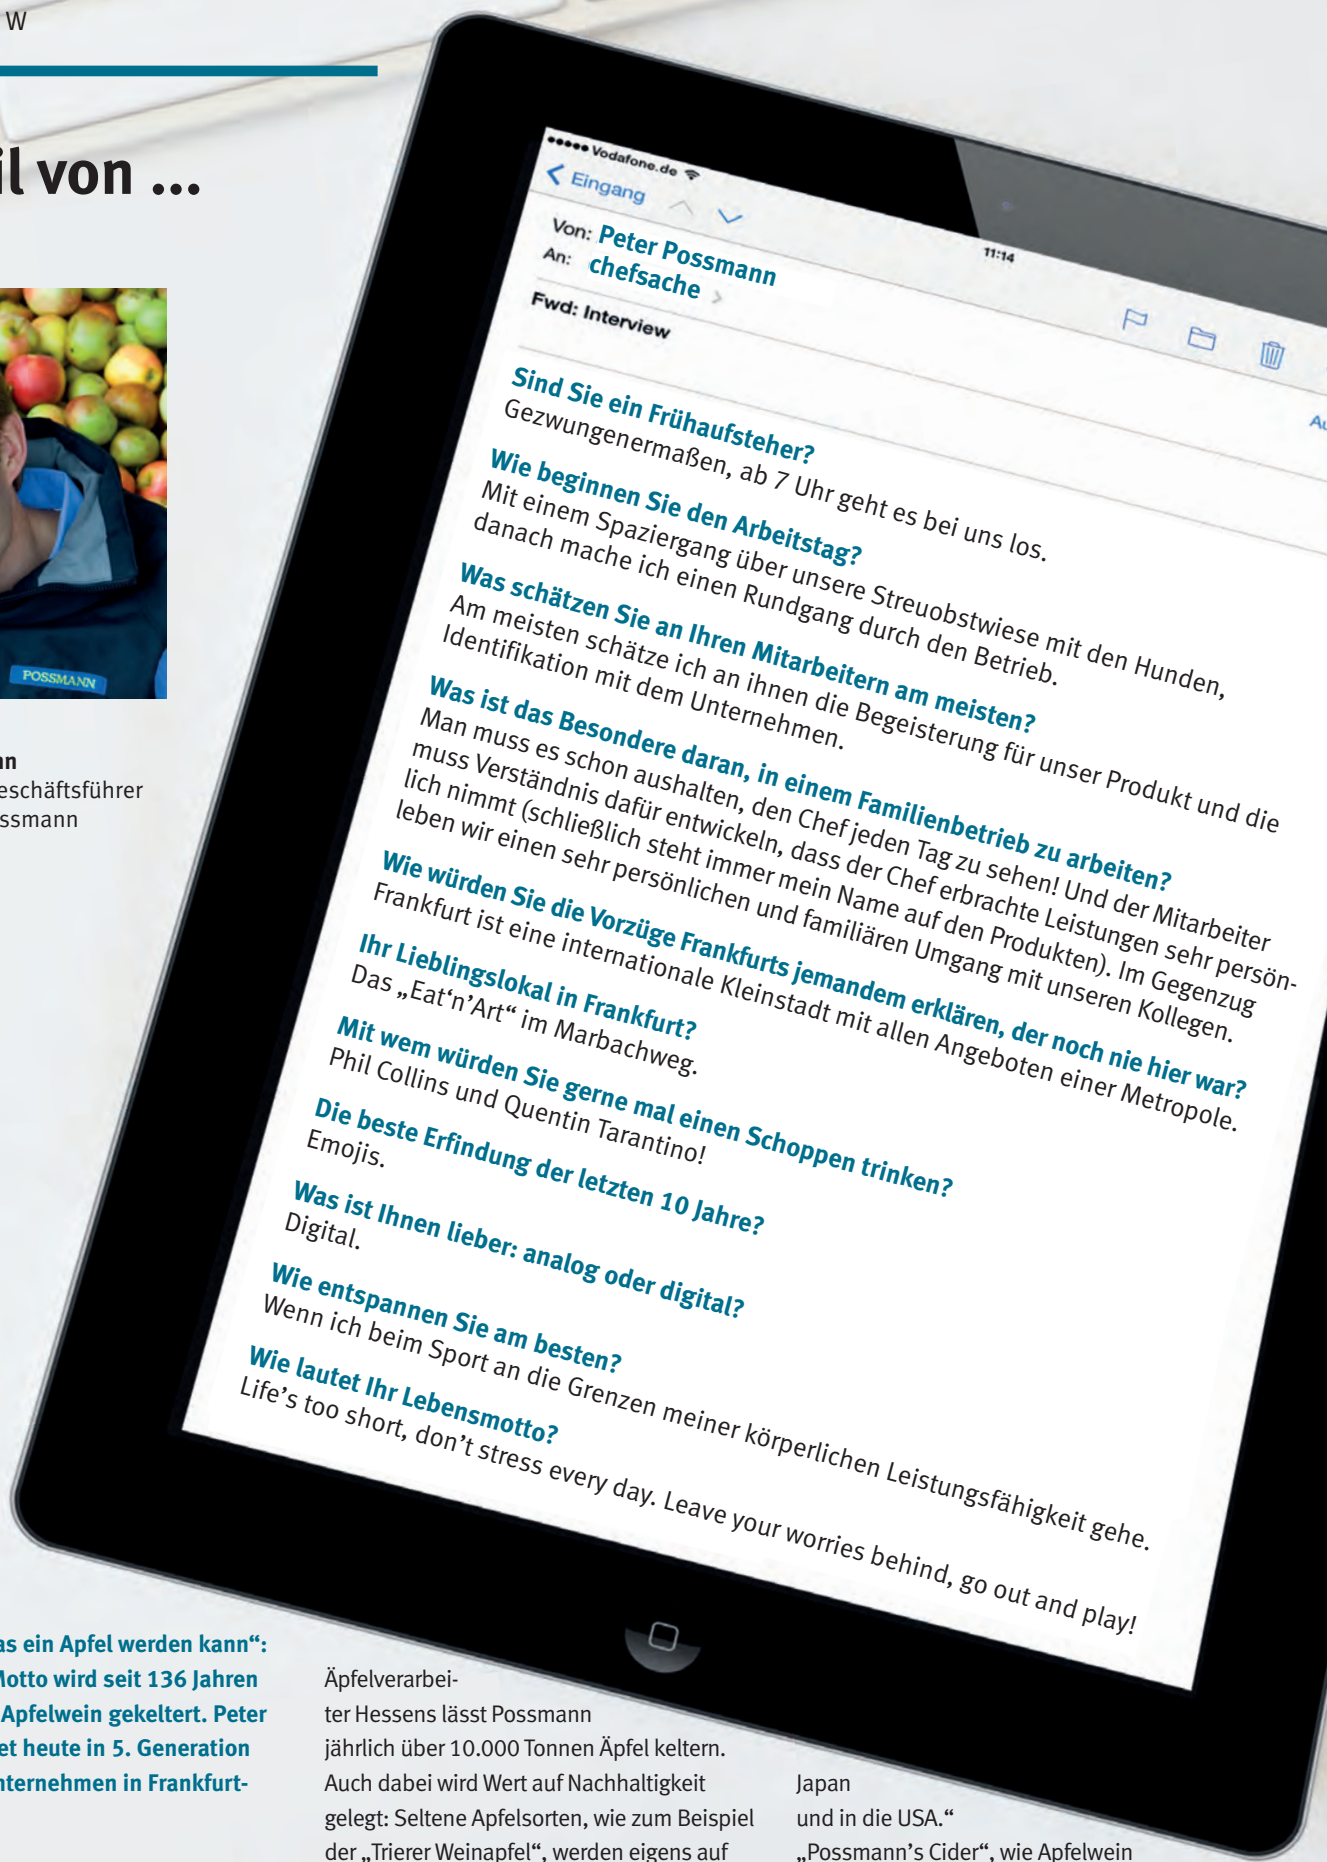 W
il von ...
POSSMANN
nn
eschäftsführer
ssmann
Vodafone.de
11:14
Eingang
Von: Peter Possmann
An: chefsache
Fwd: Interview
Sind Sie ein Frühaufsteher?
Gezwungenermaßen, ab 7 Uhr geht es bei uns los.
Wie beginnen Sie den Arbeitstag?
Mit einem Spaziergang über unsere Streuobstwiese mit den Hunden,
danach mache ich einen Rundgang durch den Betrieb.
Was schätzen Sie an Ihren Mitarbeitern am meisten?
Am meisten schätze ich an ihnen die Begeisterung für unser Produkt und die
Identifikation mit dem Unternehmen.
Was ist das Besondere daran, in einem Familienbetrieb zu arbeiten?
Man muss es schon aushalten, den Chef jeden Tag zu sehen! Und der Mitarbeiter
muss Verständnis dafür entwickeln, dass der Chef erbrachte Leistungen sehr persön-
lich nimmt (schließlich steht immer mein Name auf den Produkten). Im Gegenzug
leben wir einen sehr persönlichen und familiären Umgang mit unseren Kollegen.
Wie würden Sie die Vorzüge Frankfurts jemandem erklären, der noch nie hier war?
Frankfurt ist eine internationale Kleinstadt mit allen Angeboten einer Metropole.
Ihr Lieblingslokal in Frankfurt?
Das „Eat‘n’Art“ im Marbachweg.
Mit wem würden Sie gerne mal einen Schoppen trinken?
Phil Collins und Quentin Tarantino!
Die beste Erfindung der letzten 10 Jahre?
Emojis.
Was ist Ihnen lieber: analog oder digital?
Digital.
Wie entspannen Sie am besten?
Wenn ich beim Sport an die Grenzen meiner körperlichen Leistungsfähigkeit gehe.
Wie lautet Ihr Lebensmotto?
Life’s too short, don’t stress every day. Leave your worries behind, go out and play!
as ein Apfel werden kann“:
Motto wird seit 136 Jahren
Apfelwein gekeltert. Peter
et heute in 5. Generation
nternehmen in Frankfurt-
Äpfelverarbei-
ter Hessens lässt Possmann
jährlich über 10.000 Tonnen Äpfel keltern.
Auch dabei wird Wert auf Nachhaltigkeit
gelegt: Seltene Apfelsorten, wie zum Beispiel
der „Trierer Weinapfel“, werden eigens auf
Japan
und in die USA.“
„Possmann’s Cider“, wie Apfelwein